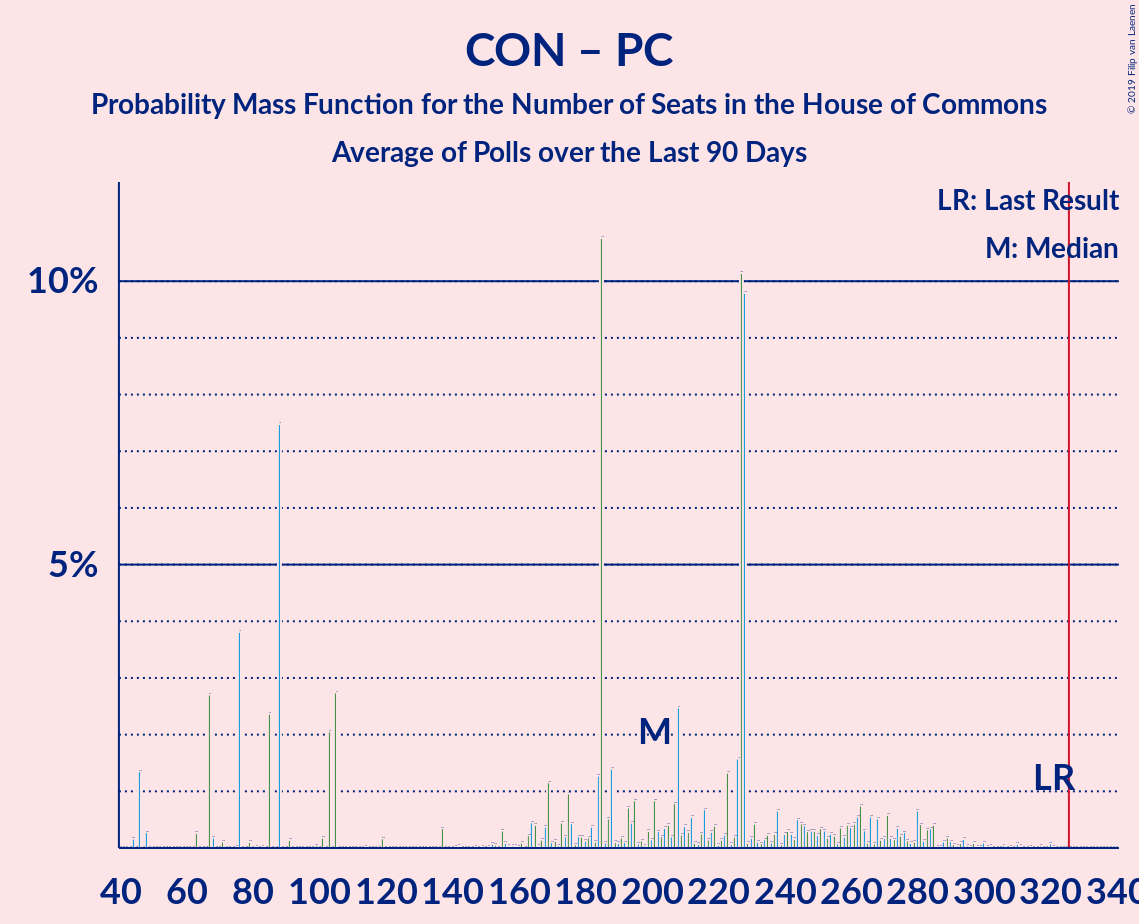 CON – PC
Probability Mass Function for the Number of Seats in the House of Commons
Average of Polls over the Last 90 Days
© 2019 Filip van Laenen
LR: Last Result
M: Median
10%
5%
M
LR
40 60 80 100 120 140 160 180 200 220 240 260 280 300 320 340